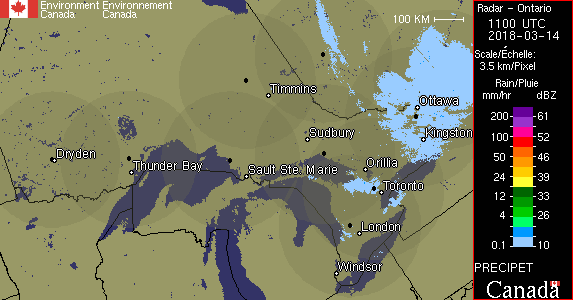 Environment Environnement
Canada Canada
100 KM
Timmins
Ottawa
Sudbury
Kingston
Dryden
Thunder Bay
Sault Ste. Marie
Orillia
Toronto
London
Windsor
Radar - Ontario
1100 UTC
2018-03-14
Scale/Échelle:
3.5 km/Pixel
Rain/Pluie
mm/hr dBZ
200 61
100 52
50 46
24 39
12 33
4 26
0.1 10
PRECIPET
Canada